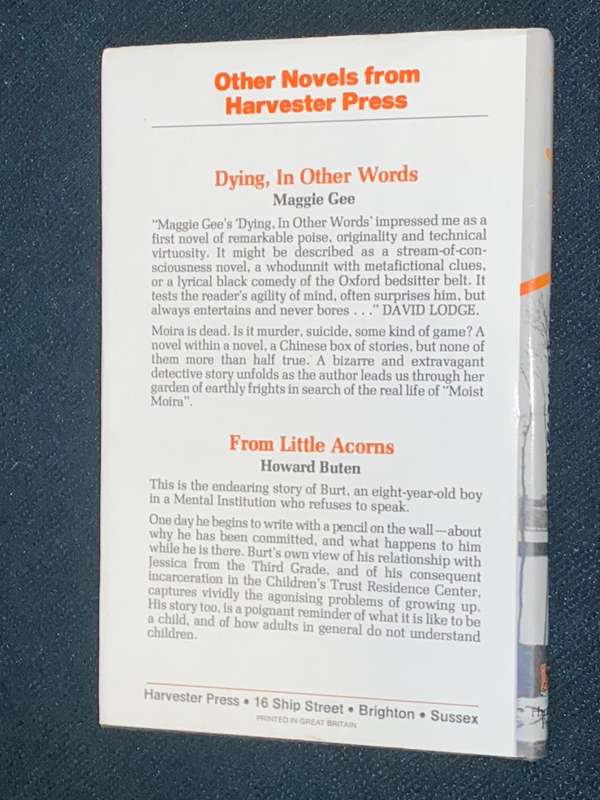 Other Novels from
Harvester Press
Dying, In Other Words
Maggie Gee
"Maggie Gee's 'Dying, In Other Words' impressed me as a
first novel of remarkable poise, originality and technical
virtuosity. It might be described as a stream-of-con-
sciousness novel, a whodunnit with metafictional clues,
or a lyrical black comedy of the Oxford bedsitter belt. It
tests the reader's agility of mind, often surprises him, but
always entertains and never bores . . ." DAVID LODGE.
Moira is dead. Is it murder, suicide, some kind of game? A
novel within a novel, a Chinese box of stories, but none of
them more than half true. A bizarre and extravagant
detective story unfolds as the author leads us through her
garden of earthly frights in search of the real life of "Moist
Moira".
From Little Acorns
Howard Buten
This is the endearing story of Burt, an eight-year-old boy
in a Mental Institution who refuses to speak.
One day he begins to write with a pencil on the wall—about
why he has been committed, and what happens to him
while he is there. Burt's own view of his relationship with
Jessica from the Third Grade, and of his consequent
incarceration in the Children's Trust Residence Center,
captures vividly the agonising problems of growing up.
His story too, is a poignant reminder of what it is like to be
a child, and of how adults in general do not understand
children.
Harvester Press • 16 Ship Street • Brighton • Sussex
PRINTED IN GREAT BRITAIN